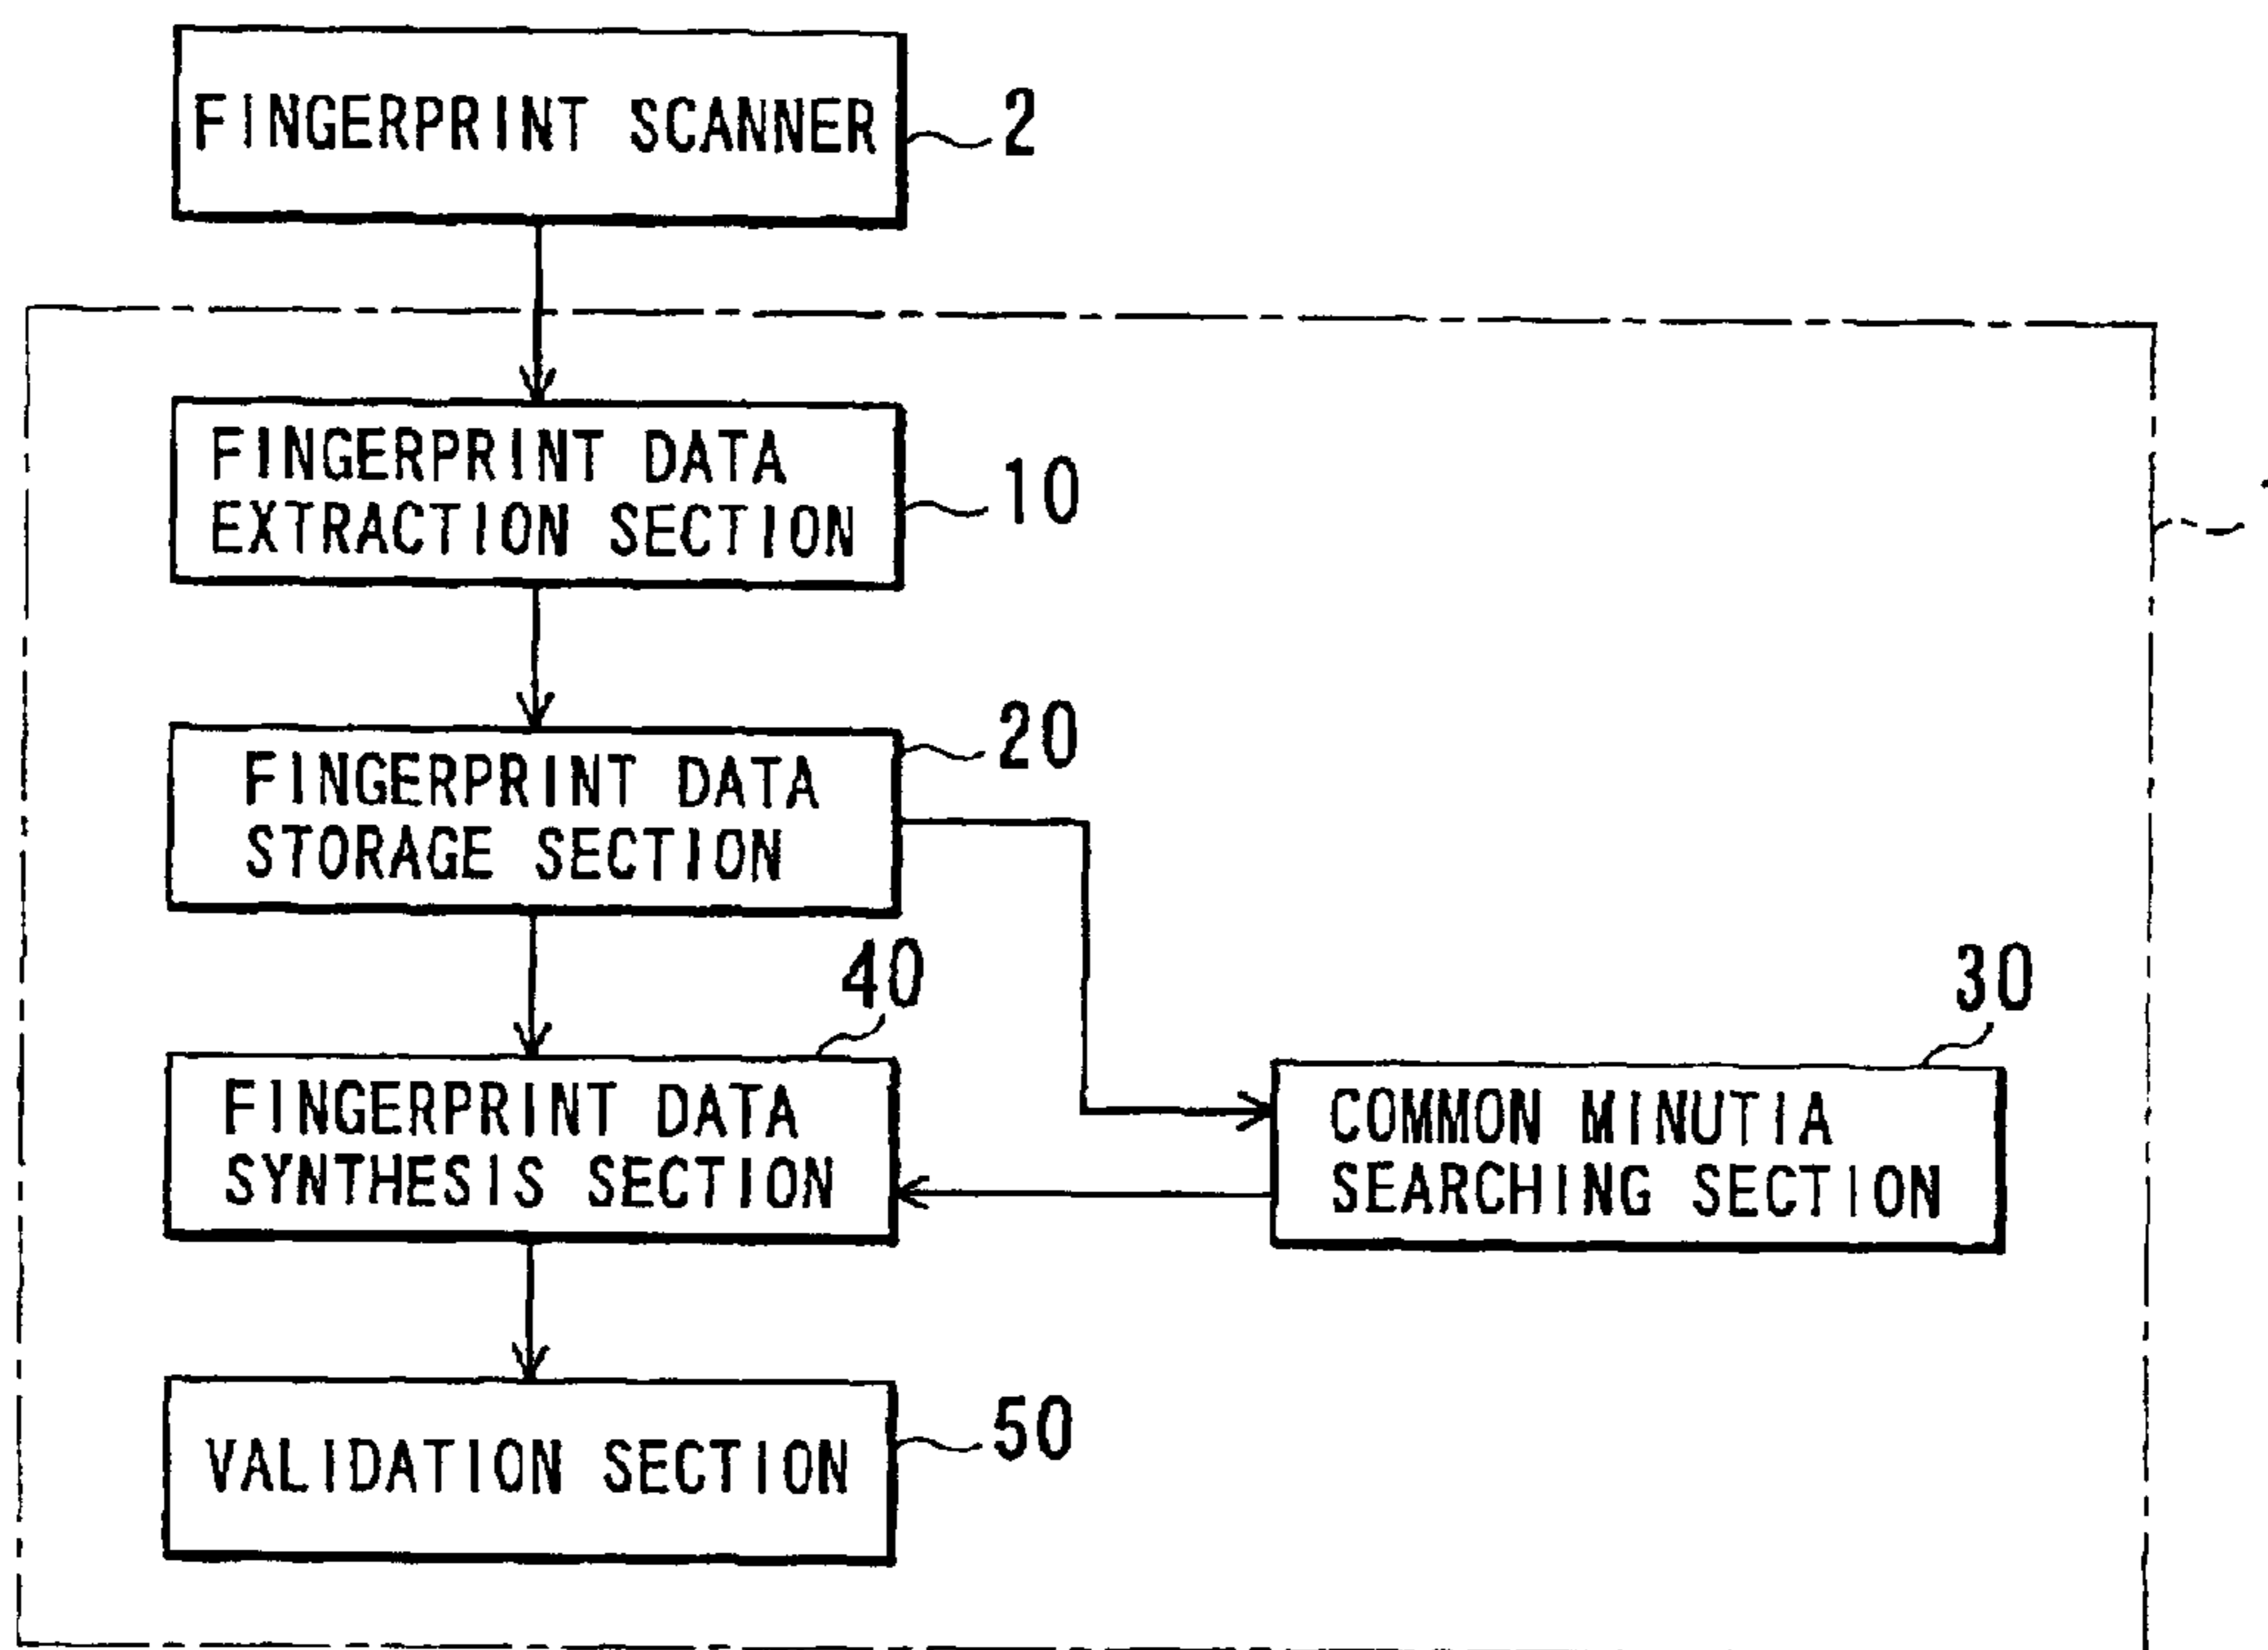 FINGERPRINT SCANNER
2
FINGERPRINT DATA
EXTRACTION SECTION
10
20
FINGERPRINT DATA
STORAGE SECTION
40
30
FINGERPRINT DATA
SYNTHESIS SECTION
COMMON MINUTIA
SEARCHING SECTION
VALIDATION SECTION
50